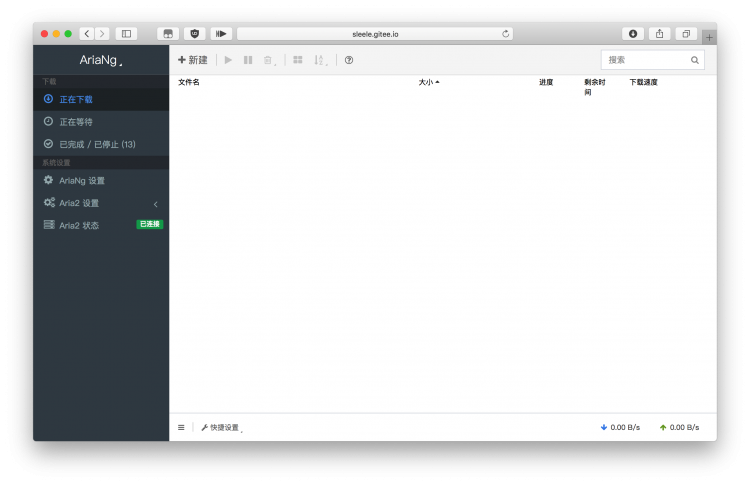 sleele.gitee.io
AriaNg
新建
搜索
下载
文件名 大小 进度 剩余时间 下载速度
正在下载
正在等待
已完成 / 已停止 (13)
系统设置
AriaNg 设置
Aria2 设置
Aria2 状态 已连接
快捷设置 0.00 B/s 0.00 B/s